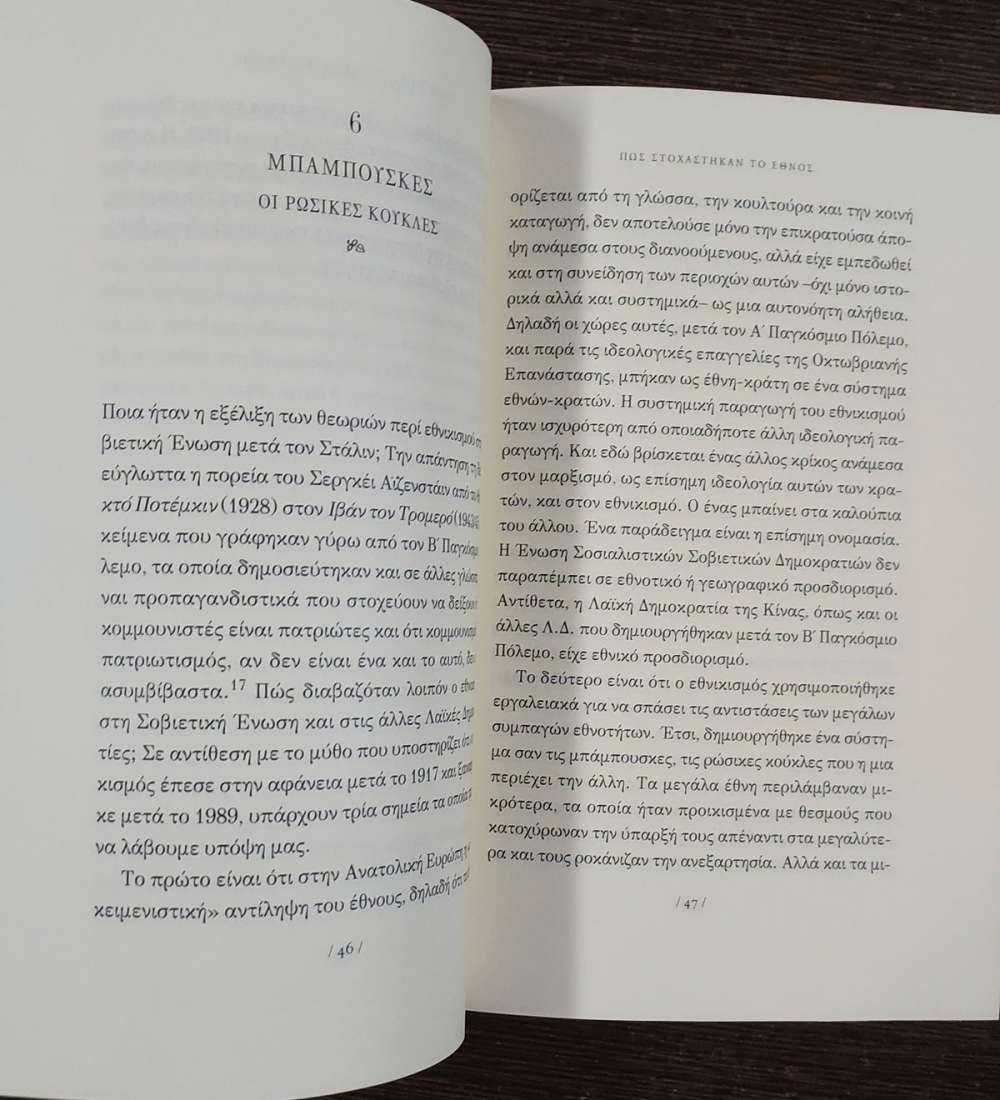 6
ΜΠΑΜΠΟΥΣΚΕΣ
ΟΙ ΡΩΣΙΚΕΣ ΚΟΥΚΛΕΣ
Ποια ήταν η εξέλιξη των θεωριών περί εθνικισμού στη
βιετική Ένωση μετά τον Στάλιν; Την απάντηση τη
εύγλωττα η πορεία του Σεργκέι Αϊζενστάιν από το
κτό Ποτέμκιν (1928) στον Ιβάν τον Τρομερό
κείμενα που γράφηκαν γύρω από τον Β΄ Παγκόσμ
λεμο, τα οποία δημοσιεύτηκαν και σε άλλες γλώσσ
ναι προπαγανδιστικά που στοχεύουν να δείξουν
κομμουνιστές είναι πατριώτες και ότι κομμουνισμ
πατριωτισμός, αν δεν είναι ένα και το αυτό, δεν
ασυμβίβαστα.17 Πώς διαβαζόταν λοιπόν ο εθνικ
στη Σοβιετική Ένωση και στις άλλες Λαϊκές Δημο
τίες; Σε αντίθεση με το μύθο που υποστηρίζει ότι ο
κισμός έπεσε στην αφάνεια μετά το 1917 και ξανα
κε μετά το 1989, υπάρχουν τρία σημεία τα οποία π
να λάβουμε υπόψη μας.
Το πρώτο είναι ότι στην Ανατολική Ευρώπη η
κειμενιστική» αντίληψη του έθνους, δηλαδή ότι
/ 46 /
ΠΩΣ ΣΤΟΧΑΣΤΗΚΑΝ ΤΟ ΕΘΝΟΣ
ορίζεται από τη γλώσσα, την κουλτούρα και την κοινή
καταγωγή, δεν αποτελούσε μόνο την επικρατούσα άπο-
ψη ανάμεσα στους διανοούμενους, αλλά είχε εμπεδωθεί
και στη συνείδηση των περιοχών αυτών –όχι μόνο ιστο-
ρικά αλλά και συστημικά– ως μια αυτονόητη αλήθεια.
Δηλαδή οι χώρες αυτές, μετά τον Α΄ Παγκόσμιο Πόλεμο,
και παρά τις ιδεολογικές επαγγελίες της Οκτωβριανής
Επανάστασης, μπήκαν ως έθνη-κράτη σε ένα σύστημα
εθνών-κρατών. Η συστημική παραγωγή του εθνικισμού
ήταν ισχυρότερη από οποιαδήποτε άλλη ιδεολογική πα-
ραγωγή. Και εδώ βρίσκεται ένας άλλος κρίκος ανάμεσα
στον μαρξισμό, ως επίσημη ιδεολογία αυτών των κρα-
τών, και στον εθνικισμό. Ο ένας μπαίνει στα καλούπια
του άλλου. Ένα παράδειγμα είναι η επίσημη ονομασία.
Η Ένωση Σοσιαλιστικών Σοβιετικών Δημοκρατιών δεν
παραπέμπει σε εθνοτικό ή γεωγραφικό προσδιορισμό.
Αντίθετα, η Λαϊκή Δημοκρατία της Κίνας, όπως και οι
άλλες Λ.Δ. που δημιουργήθηκαν μετά τον Β΄ Παγκόσμιο
Πόλεμο, είχε εθνικό προσδιορισμό.
Το δεύτερο είναι ότι ο εθνικισμός χρησιμοποιήθηκε
εργαλειακά για να σπάσει τις αντιστάσεις των μεγάλων
συμπαγών εθνοτήτων. Έτσι, δημιουργήθηκε ένα σύστη-
μα σαν τις μπάμπουσκες, τις ρώσικες κούκλες που η μια
περιέχει την άλλη. Τα μεγάλα έθνη περιλάμβαναν μι-
κρότερα, τα οποία ήταν προικισμένα με θεσμούς που
κατοχύρωναν την ύπαρξή τους απέναντι στα μεγαλύτε-
ρα και τους ροκάνιζαν την ανεξαρτησία. Αλλά και τα μι-
/ 47 /